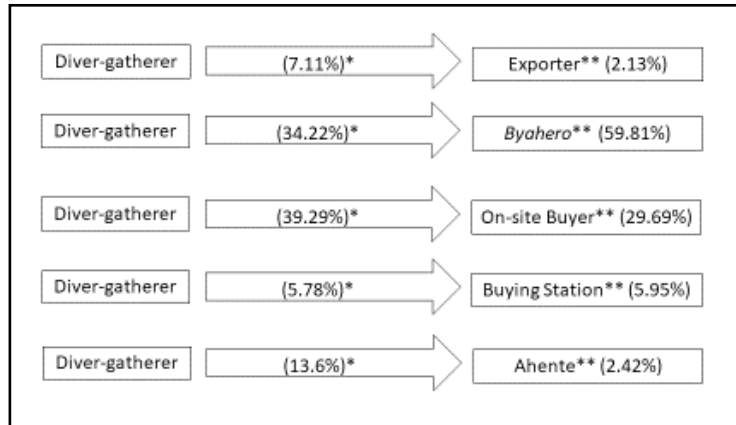 Diver-gatherer (7.11%)* Exporter** (2.13%)
Diver-gatherer (34.22%)* Byahero** (59.81%)
Diver-gatherer (39.29%)* On-site Buyer** (29.69%)
Diver-gatherer (5.78%)* Buying Station** (5.95%)
Diver-gatherer (13.6%)* Ahente** (2.42%)